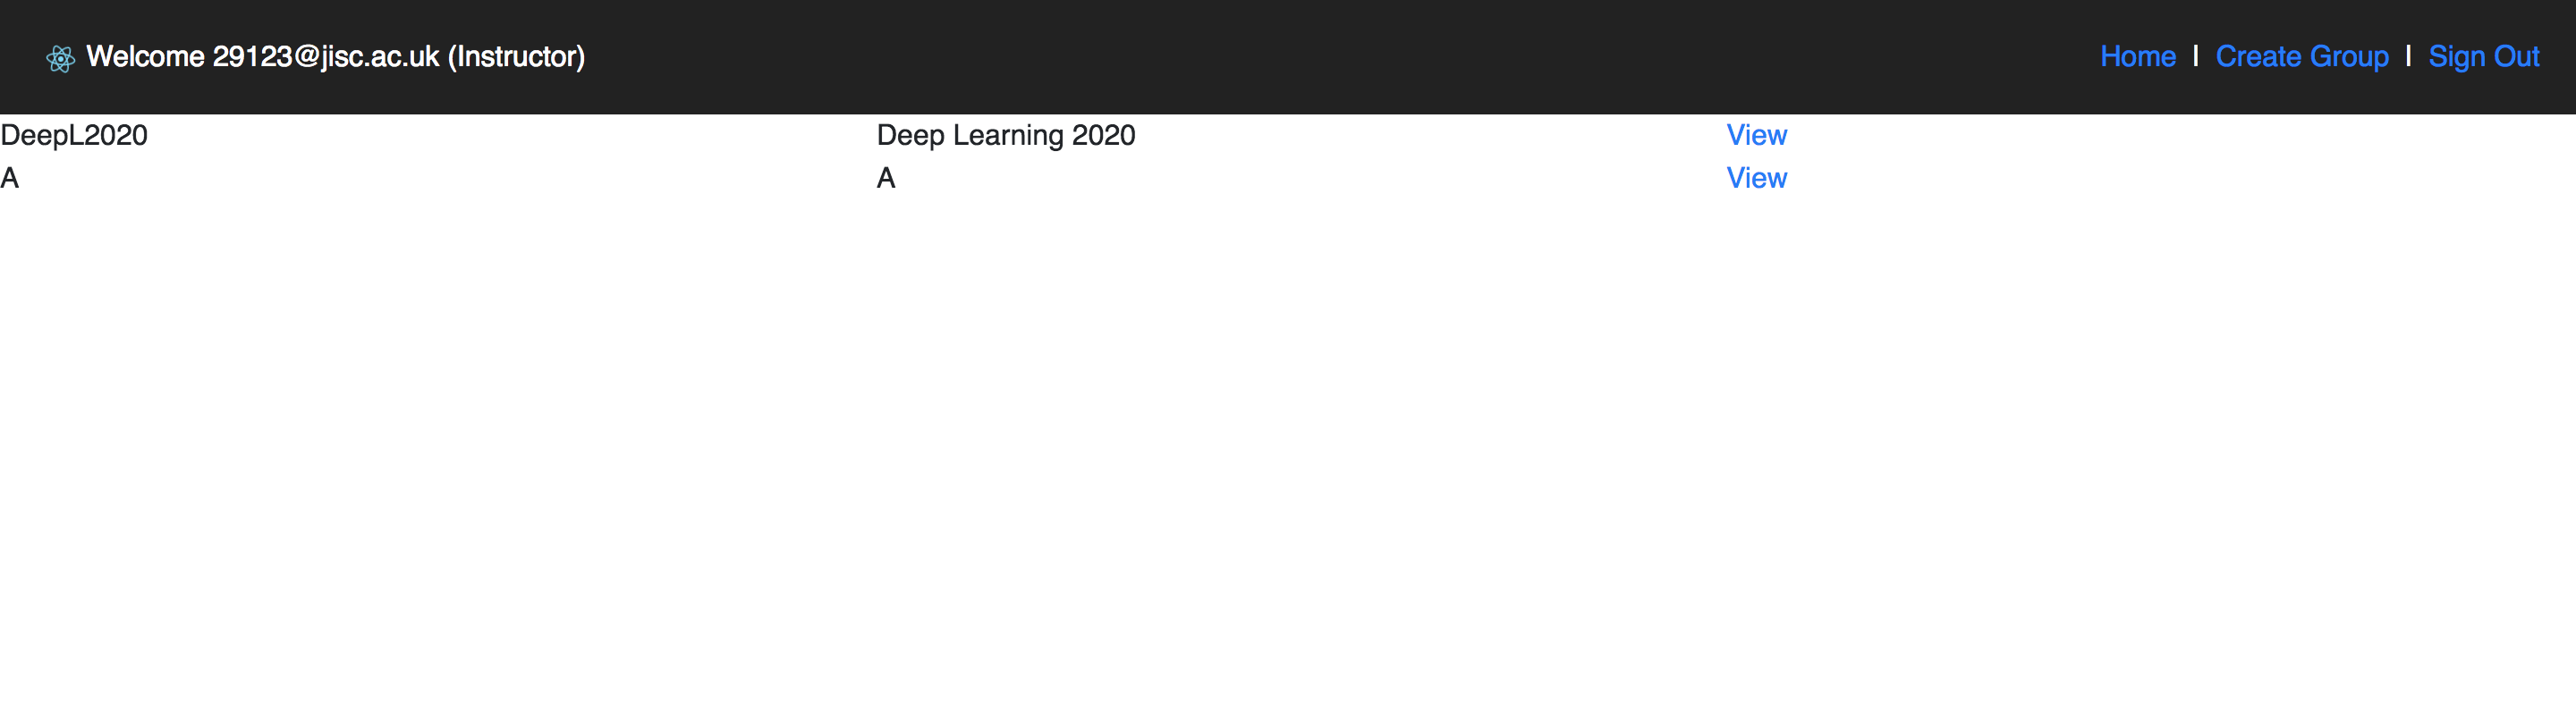 Welcome 29123@jisc.ac.uk (Instructor) Home | Create Group | Sign Out
DeepL2020 Deep Learning 2020 View
A A View